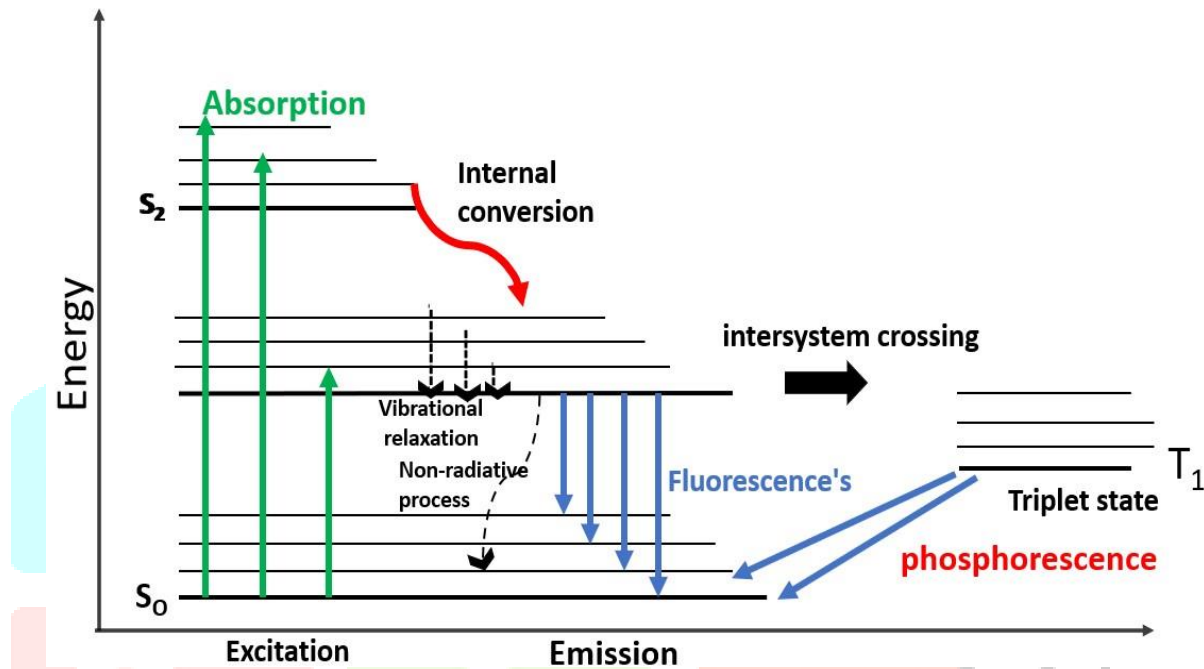 Absorption
Internal
conversion
S₂
Energy
intersystem crossing
Vibrational
relaxation
Non-radiative
process
Fluorescence's
T₁
Triplet state
phosphorescence
S₀
Excitation
Emission